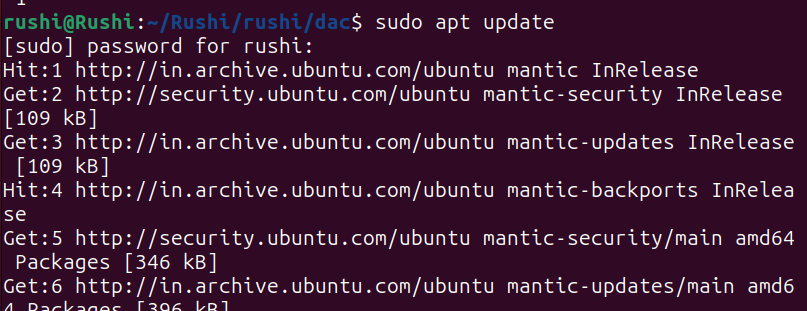 rushi@Rushi:~/Rushi/rushi/dac$ sudo apt update
[sudo] password for rushi:
Hit:1 http://in.archive.ubuntu.com/ubuntu mantic InRelease
Get:2 http://security.ubuntu.com/ubuntu mantic-security InRelease
[109 kB]
Get:3 http://in.archive.ubuntu.com/ubuntu mantic-updates InRelease
 [109 kB]
Hit:4 http://in.archive.ubuntu.com/ubuntu mantic-backports InRelea
se
Get:5 http://security.ubuntu.com/ubuntu mantic-security/main amd64
 Packages [346 kB]
Get:6 http://in.archive.ubuntu.com/ubuntu mantic-updates/main amd6
4 Packages [396 kB]